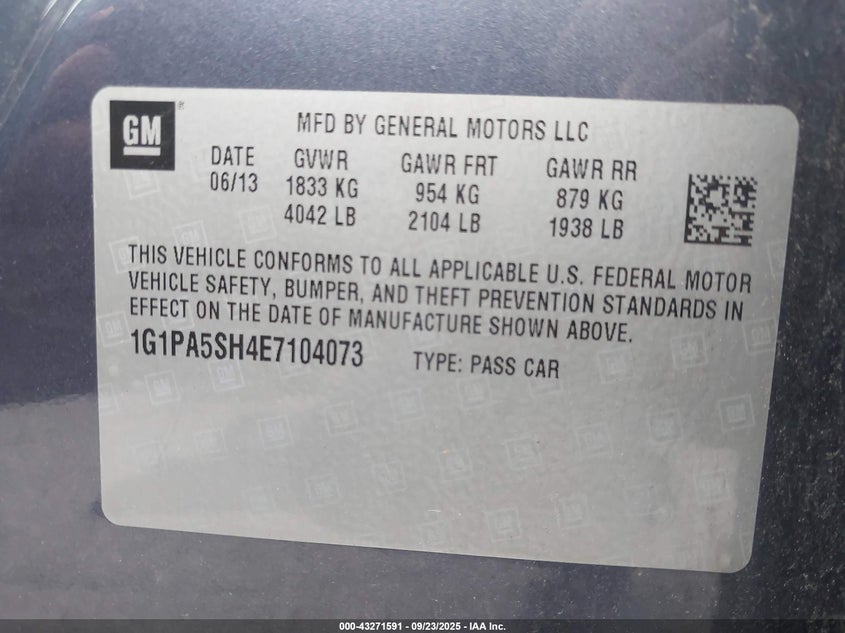 GM®
MFD BY GENERAL MOTORS LLC
DATE GVWR GAWR FRT GAWR RR
06/13 1833 KG 954 KG 879 KG
4042 LB 2104 LB 1938 LB
THIS VEHICLE CONFORMS TO ALL APPLICABLE U.S. FEDERAL MOTOR
VEHICLE SAFETY, BUMPER, AND THEFT PREVENTION STANDARDS IN
EFFECT ON THE DATE OF MANUFACTURE SHOWN ABOVE.
1G1PA5SH4E7104073 TYPE: PASS CAR
000-43271591 - 09/23/2025 - IAA Inc.